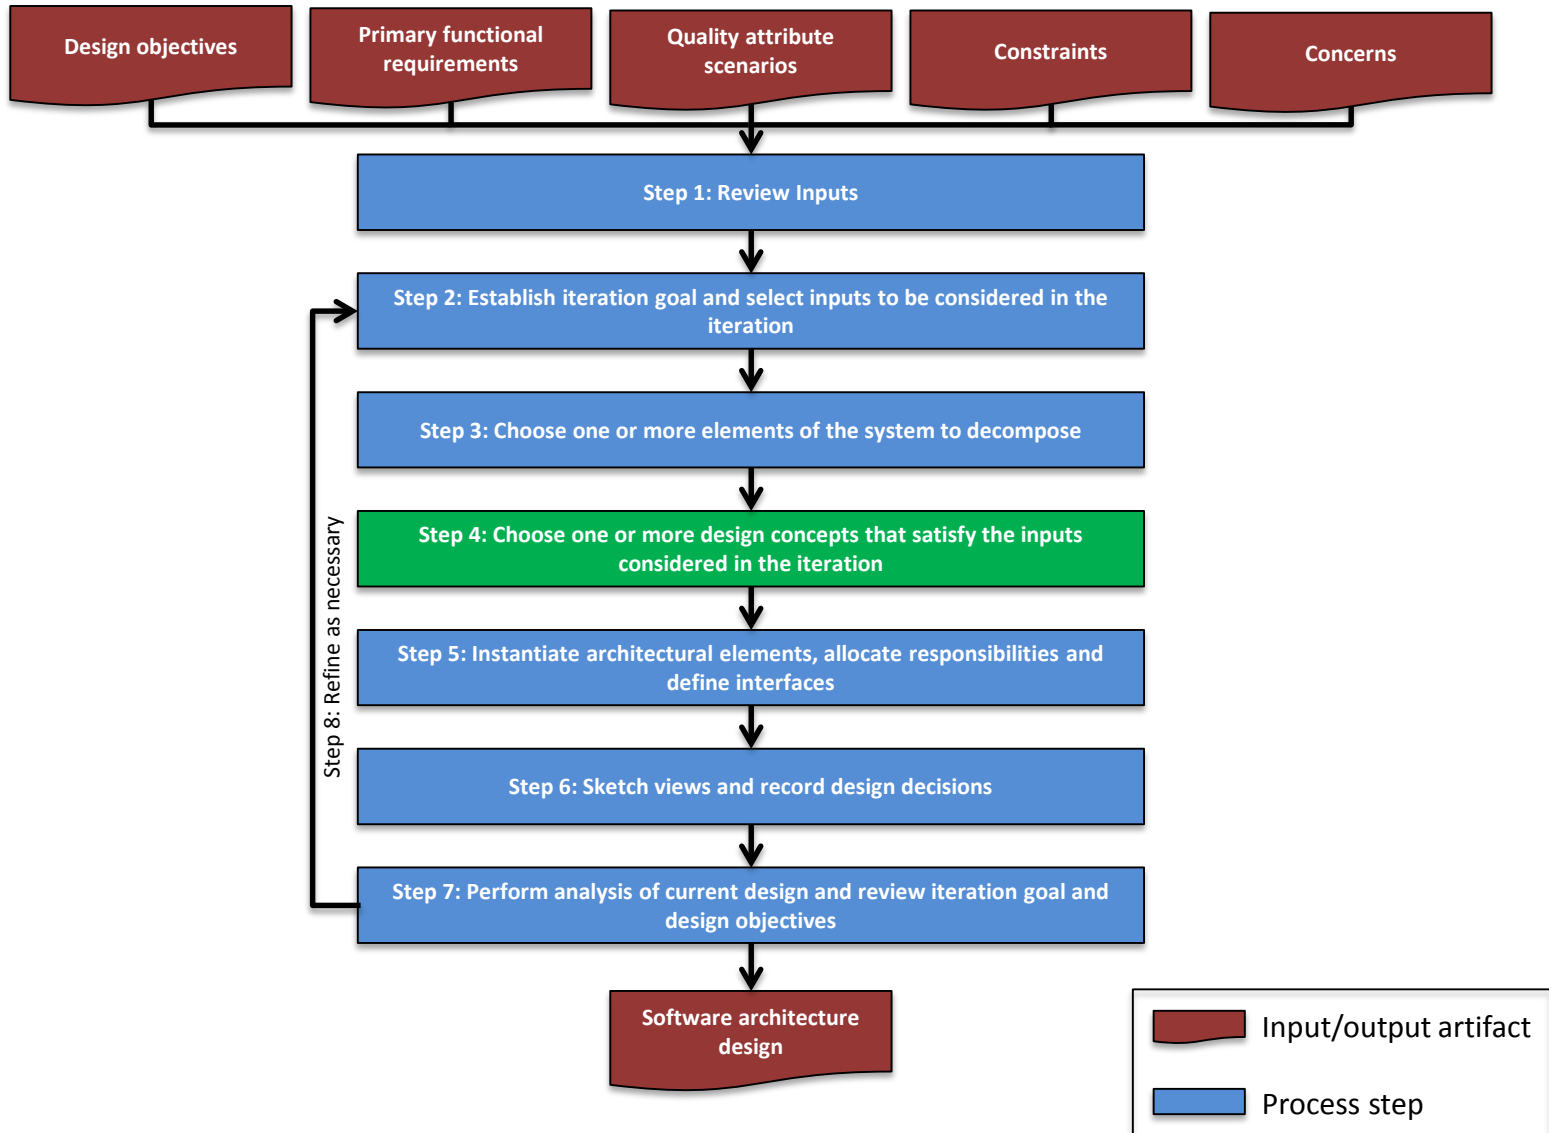 Design objectives
Primary functional
requirements
Quality attribute
scenarios
Constraints
Concerns
Step 1: Review Inputs
Step 2: Establish iteration goal and select inputs to be considered in the
iteration
Step 3: Choose one or more elements of the system to decompose
Step 4: Choose one or more design concepts that satisfy the inputs
considered in the iteration
Step 5: Instantiate architectural elements, allocate responsibilities and
define interfaces
Step 6: Sketch views and record design decisions
Step 7: Perform analysis of current design and review iteration goal and
design objectives
Step 8: Refine as necessary
Software architecture
design
Input/output artifact
Process step